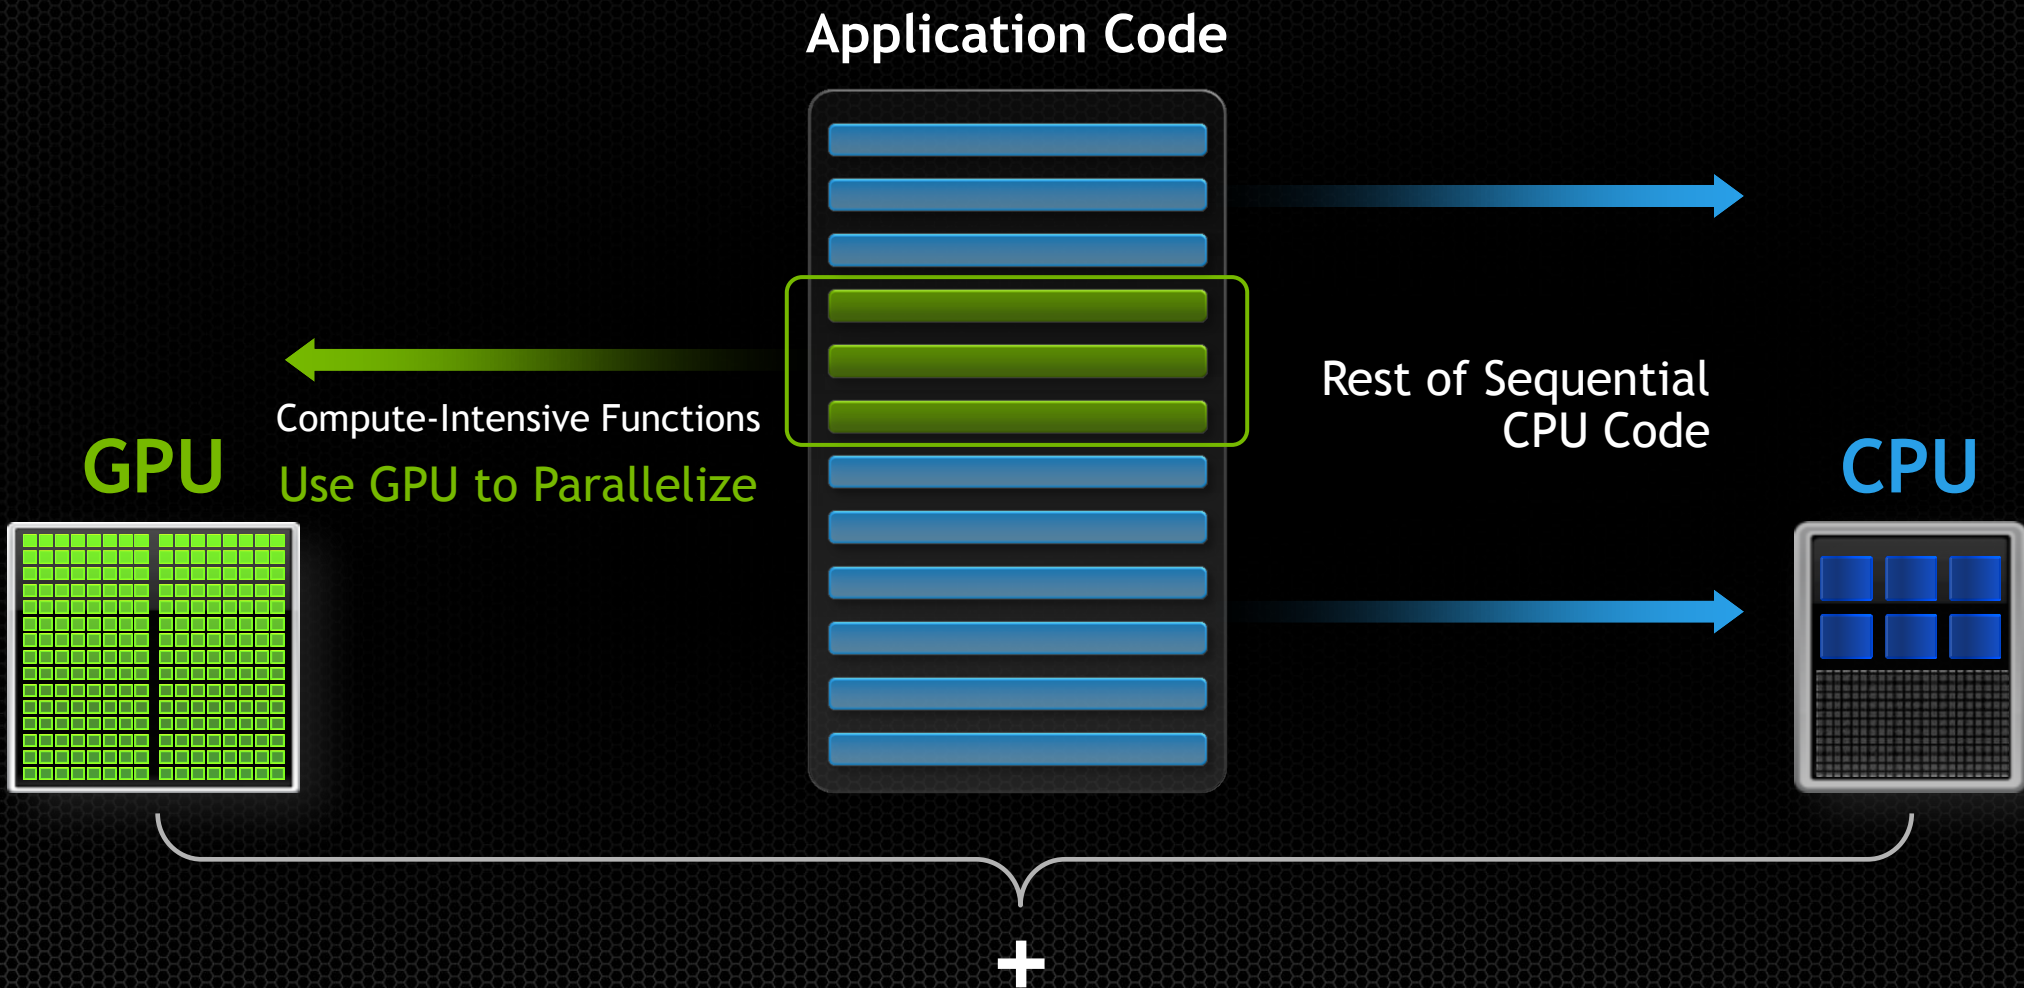 Application Code
Compute-Intensive Functions
Use GPU to Parallelize
GPU
Rest of Sequential
CPU Code
CPU
+